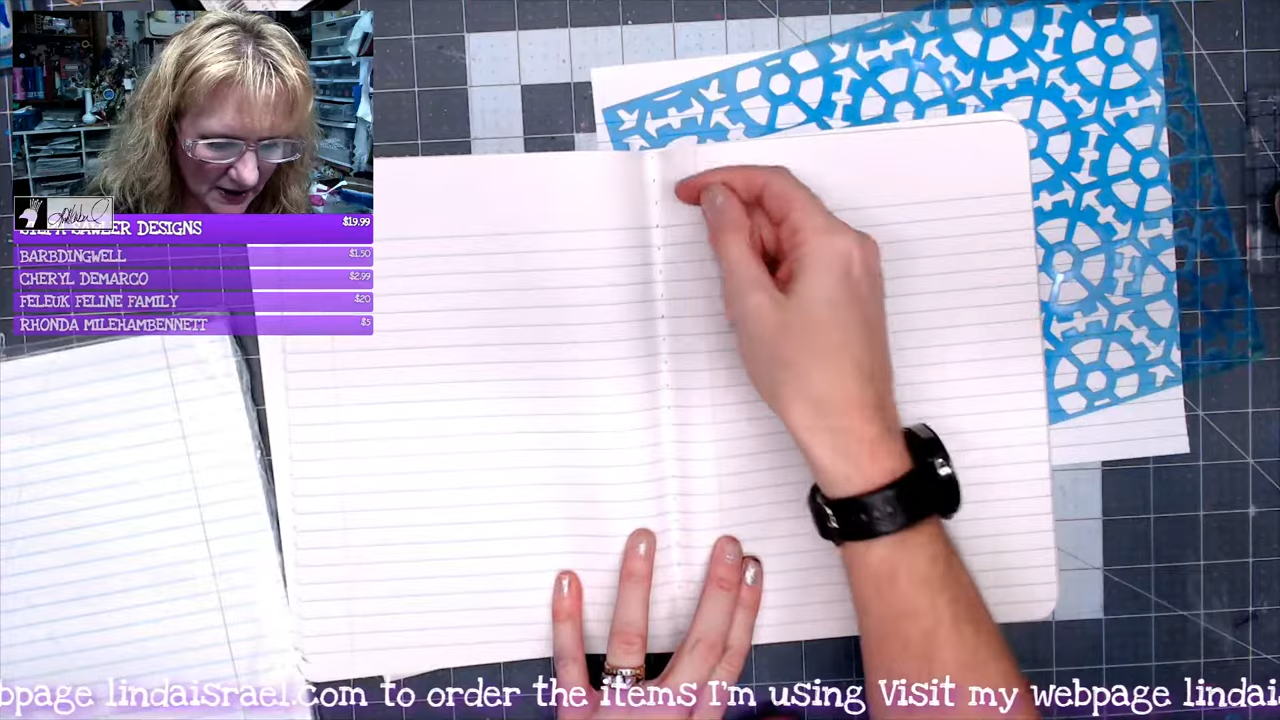 SAWLER DESIGNS $19.99
BARBDINGWELL $1.50
CHERYL DEMARCO $2.99
FELEUK FELINE FAMILY $20
RHONDA MILEHAMBENNETT $5
bpage lindaisrael.com to order the items I'm using Visit my webpage lindai